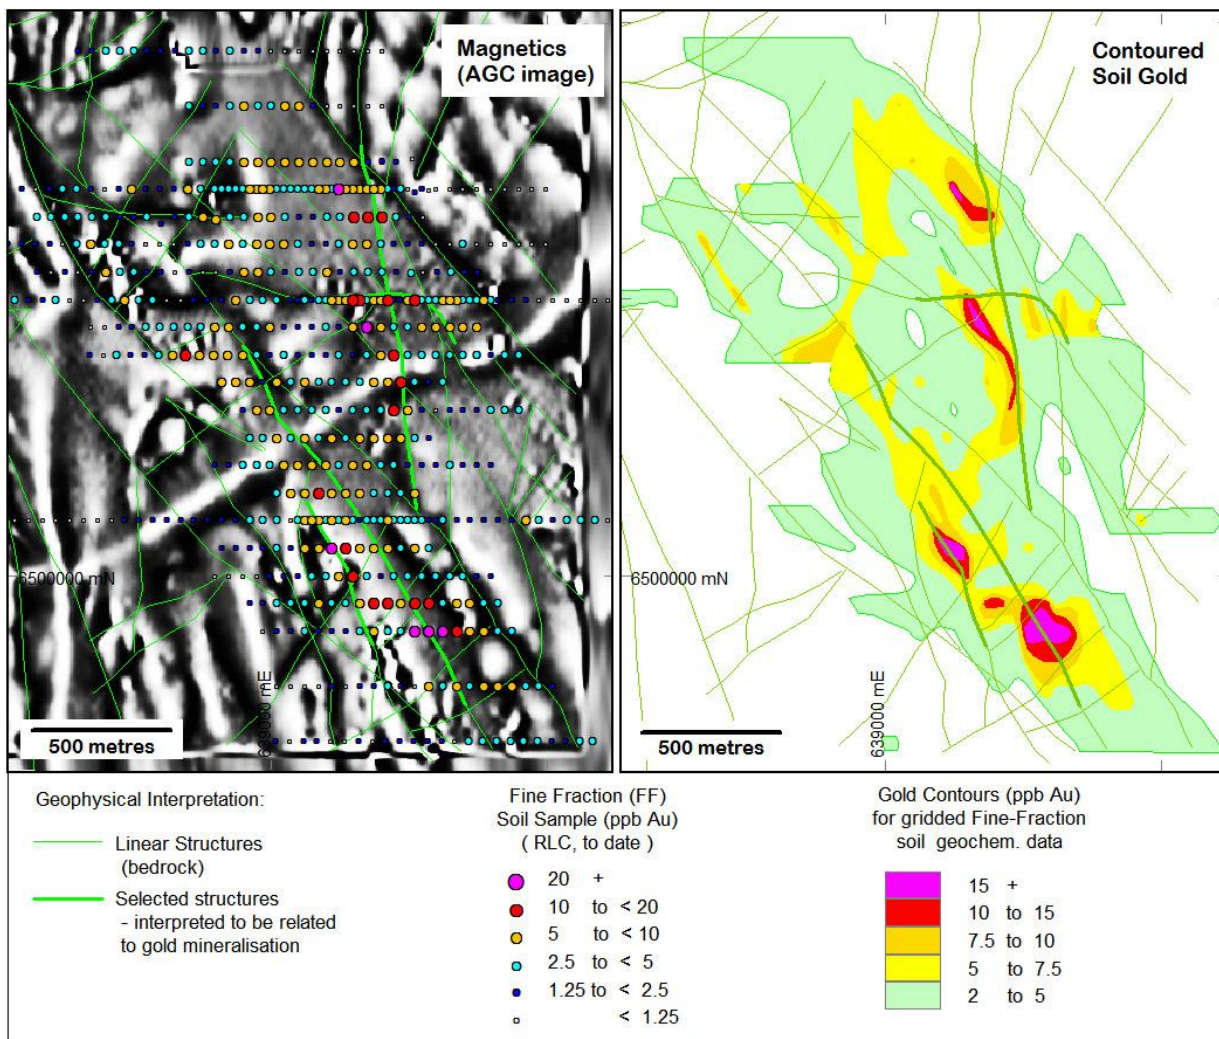 Magnetics
(AGC image)
6500000 mN
639000 mE
500 metres
Contoured
Soil Gold
6500000 mN
639000 mE
500 metres
Geophysical Interpretation:
Linear Structures
(bedrock)
Selected structures
- interpreted to be related
to gold mineralisation
Fine Fraction (FF)
Soil Sample (ppb Au)
( RLC, to date )
20 +
10 to < 20
5 to < 10
2.5 to < 5
1.25 to < 2.5
< 1.25
Gold Contours (ppb Au)
for gridded Fine-Fraction
soil geochem. data
15 +
10 to 15
7.5 to 10
5 to 7.5
2 to 5